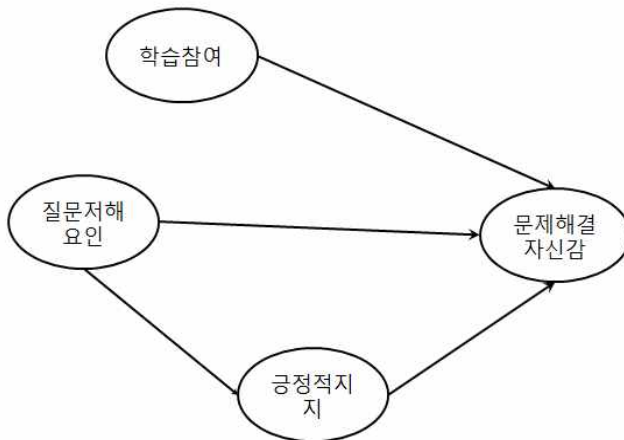 학습참여
질문저해
요인
문제해결
자신감
긍정적지
지